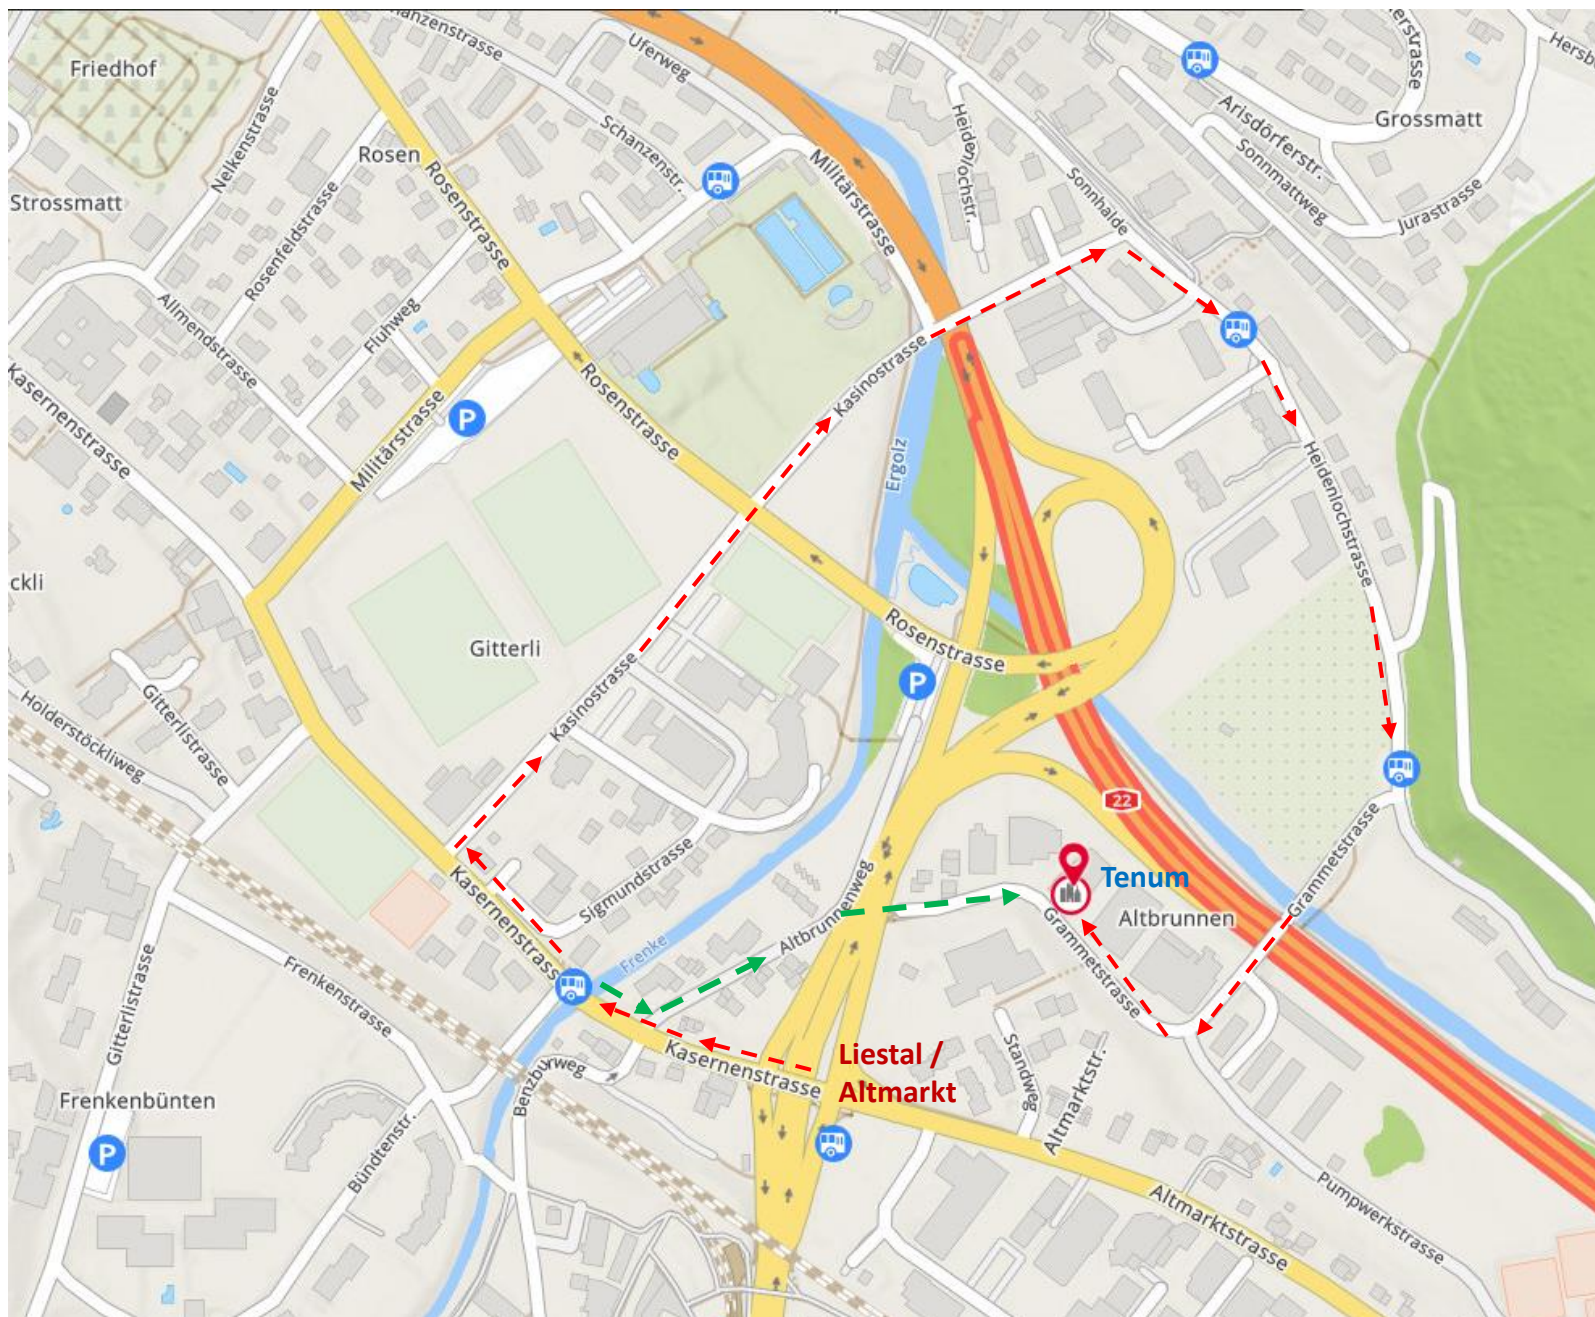 Schanzenstrasse
Uferweg
Friedhof
Nelkenstrasse
Rosen
Rosenstrasse
Schanzenstr.
Militärstrasse
Heidenlochstr.
Sonnhalde
Arisdörferstr.
Grossmatt
Sonnmattweg
Jurastrasse
Strossmatt
Rosenfeldstrasse
Allmendstrasse
Fluhweg
Kasernenstrasse
Militärstrasse
P
Rosenstrasse
Kasinostrasse
Ergolz
Heidenlochstrasse
Gitterli
Kasinostrasse
Rosenstrasse
P
Gitterlistrasse
Holderstöckliweg
22
Grammetstrasse
Kasernenstrasse
Sigmundstrasse
Altbrunnenweg
Tenum
Altbrunnen
Grammetstrasse
Frenke
Frenkenstrasse
Gitterlistrasse
Liestal /
Altmarkt
Kasernenstrasse
Benzburweg
Standweg
Altmarktstr.
Frenkenbünten
P
Bündtenstr.
Altmarktstrasse
Pumpwerkstrasse